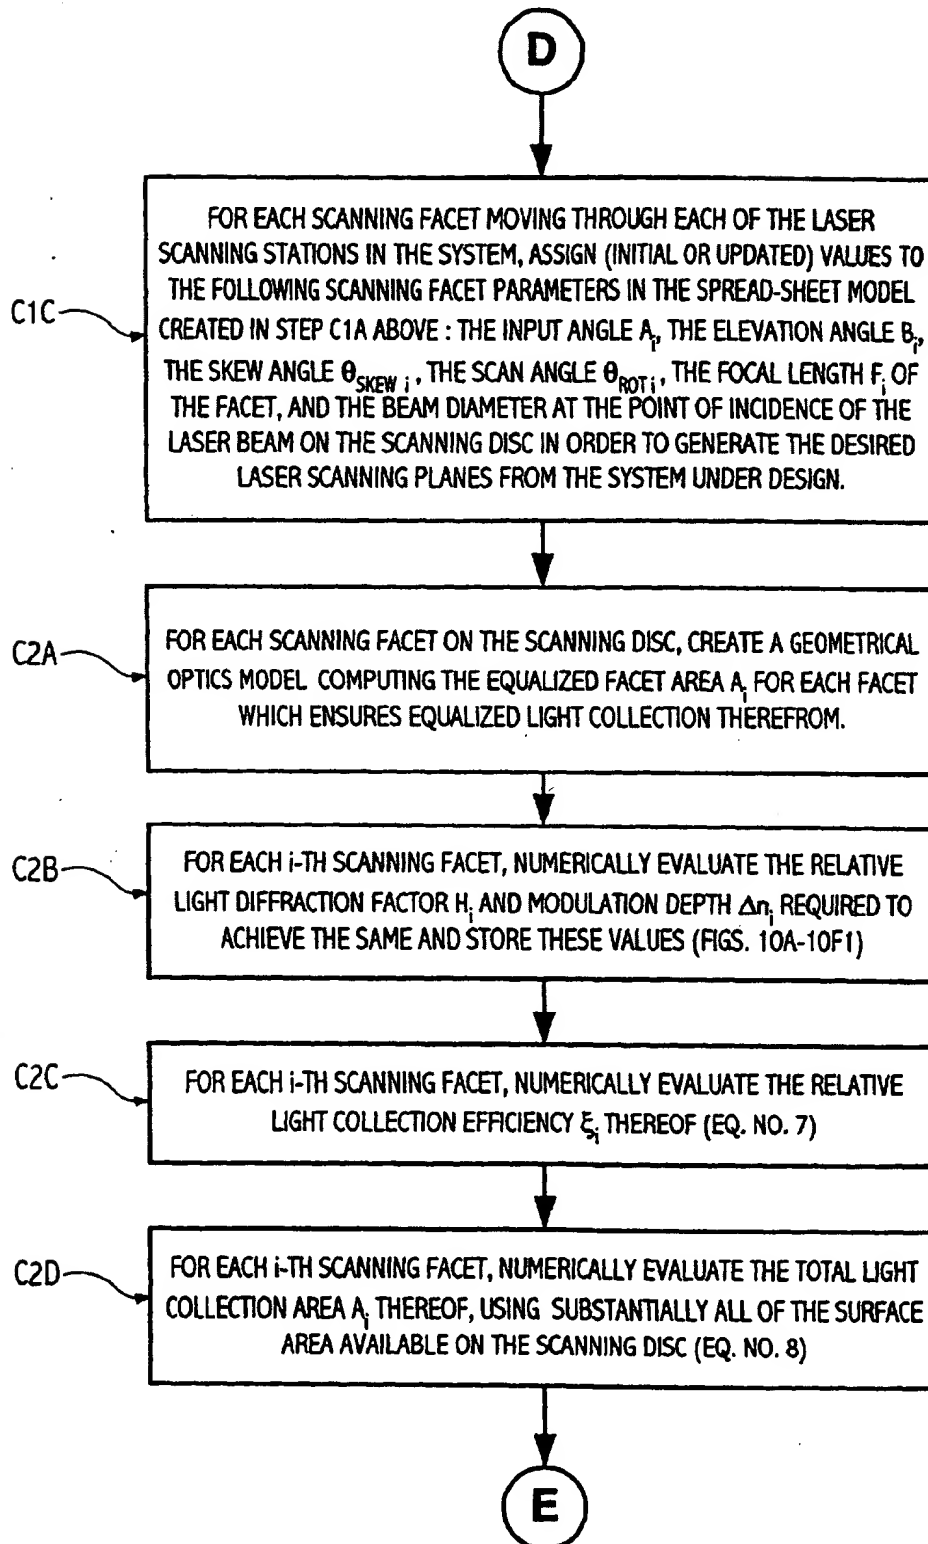 D
C1C
FOR EACH SCANNING FACET MOVING THROUGH EACH OF THE LASER
SCANNING STATIONS IN THE SYSTEM, ASSIGN (INITIAL OR UPDATED) VALUES TO
THE FOLLOWING SCANNING FACET PARAMETERS IN THE SPREAD-SHEET MODEL
CREATED IN STEP C1A ABOVE : THE INPUT ANGLE Ai, THE ELEVATION ANGLE Bi,
THE SKEW ANGLE θSKEW i, THE SCAN ANGLE θROT i, THE FOCAL LENGTH Fi OF
THE FACET, AND THE BEAM DIAMETER AT THE POINT OF INCIDENCE OF THE
LASER BEAM ON THE SCANNING DISC IN ORDER TO GENERATE THE DESIRED
LASER SCANNING PLANES FROM THE SYSTEM UNDER DESIGN.
C2A
FOR EACH SCANNING FACET ON THE SCANNING DISC, CREATE A GEOMETRICAL
OPTICS MODEL COMPUTING THE EQUALIZED FACET AREA Ai FOR EACH FACET
WHICH ENSURES EQUALIZED LIGHT COLLECTION THEREFROM.
C2B
FOR EACH i-TH SCANNING FACET, NUMERICALLY EVALUATE THE RELATIVE
LIGHT DIFFRACTION FACTOR Hi AND MODULATION DEPTH Δni REQUIRED TO
ACHIEVE THE SAME AND STORE THESE VALUES (FIGS. 10A-10F1)
C2C
FOR EACH i-TH SCANNING FACET, NUMERICALLY EVALUATE THE RELATIVE
LIGHT COLLECTION EFFICIENCY ξi THEREOF (EQ. NO. 7)
C2D
FOR EACH i-TH SCANNING FACET, NUMERICALLY EVALUATE THE TOTAL LIGHT
COLLECTION AREA Ai THEREOF, USING SUBSTANTIALLY ALL OF THE SURFACE
AREA AVAILABLE ON THE SCANNING DISC (EQ. NO. 8)
E